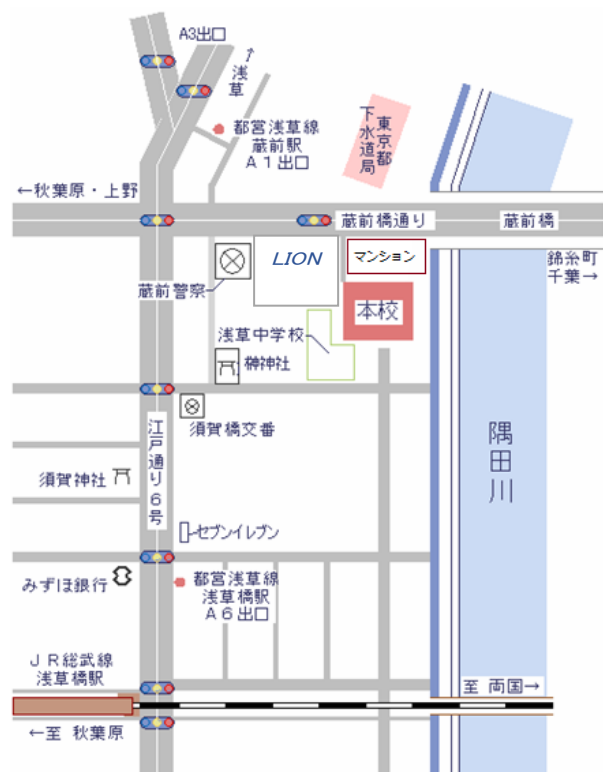 A3出口
↑浅草
都営浅草線
蔵前駅
A1出口
東京都
下水道局
←秋葉原・上野
蔵前橋通り
蔵前橋
LION
マンション
錦糸町
千葉→
蔵前警察
本校
浅草中学校
榊神社
須賀橋交番
江戸通り6号
隅田川
須賀神社
セブンイレブン
みずほ銀行
都営浅草線
浅草橋駅
A6出口
JR総武線
浅草橋駅
至 両国→
←至 秋葉原